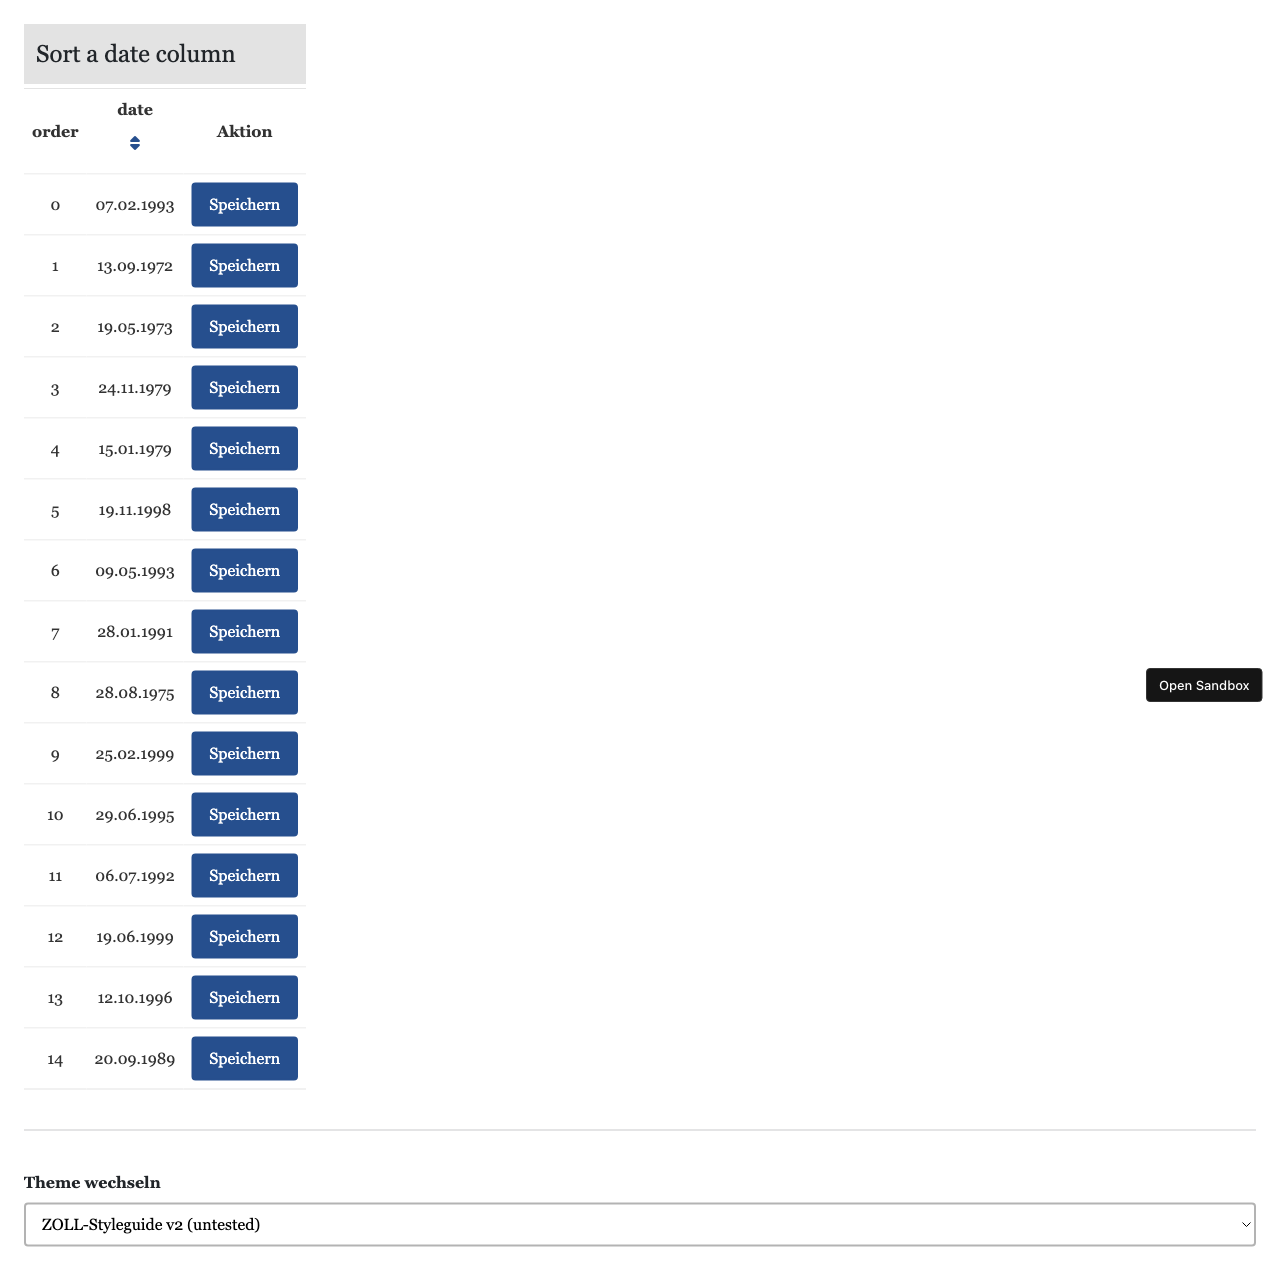 Sort a date column
order date Aktion
0 07.02.1993 Speichern
1 13.09.1972 Speichern
2 19.05.1973 Speichern
3 24.11.1979 Speichern
4 15.01.1979 Speichern
5 19.11.1998 Speichern
6 09.05.1993 Speichern
7 28.01.1991 Speichern
8 28.08.1975 Speichern
9 25.02.1999 Speichern
10 29.06.1995 Speichern
11 06.07.1992 Speichern
12 19.06.1999 Speichern
13 12.10.1996 Speichern
14 20.09.1989 Speichern
Open Sandbox
Theme wechseln
ZOLL-Styleguide v2 (untested)